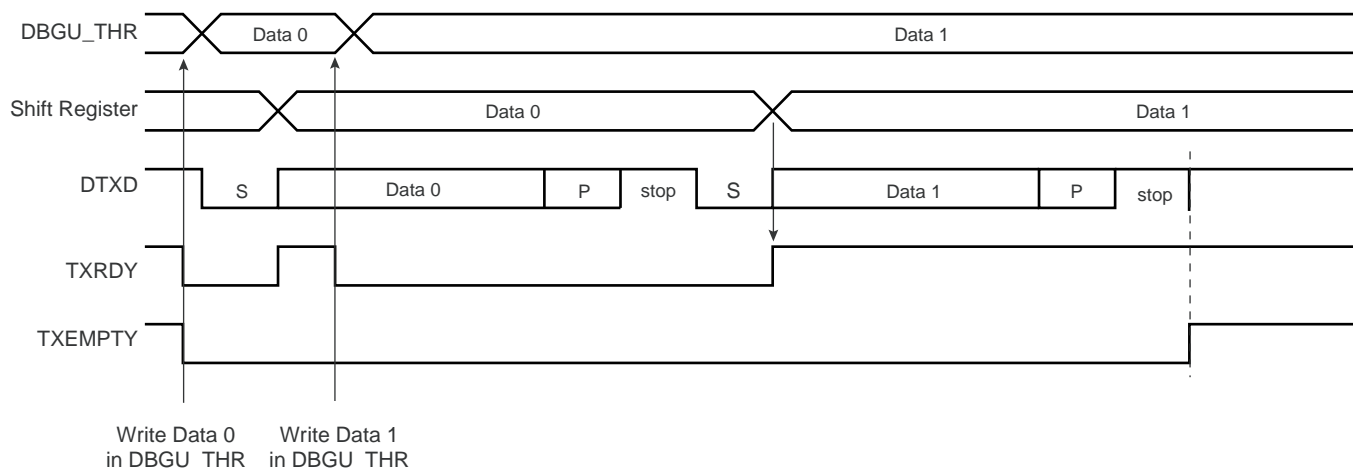 DBGU_THR Data 0 Data 1
Shift Register Data 0 Data 1
DTXD S Data 0 P stop S Data 1 P stop
TXRDY
TXEMPTY
Write Data 0
in DBGU_THR
Write Data 1
in DBGU_THR